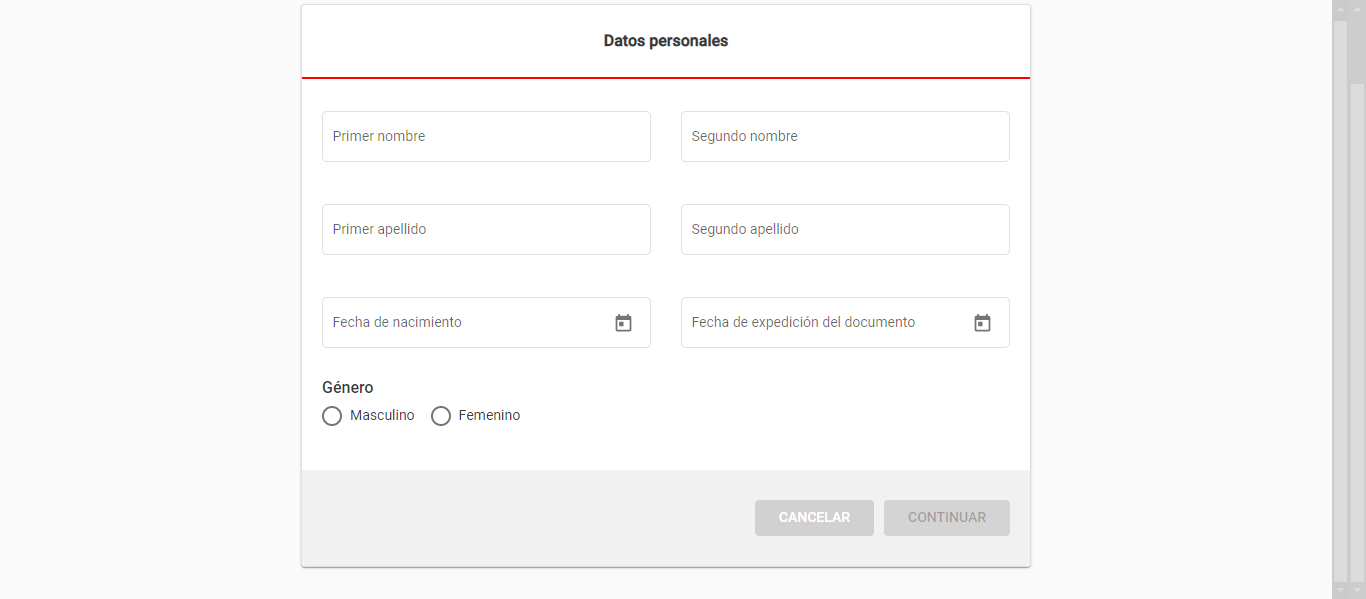 Datos personales
Primer nombre
Segundo nombre
Primer apellido
Segundo apellido
Fecha de nacimiento
Fecha de expedición del documento
Género
Masculino
Femenino
CANCELAR
CONTINUAR